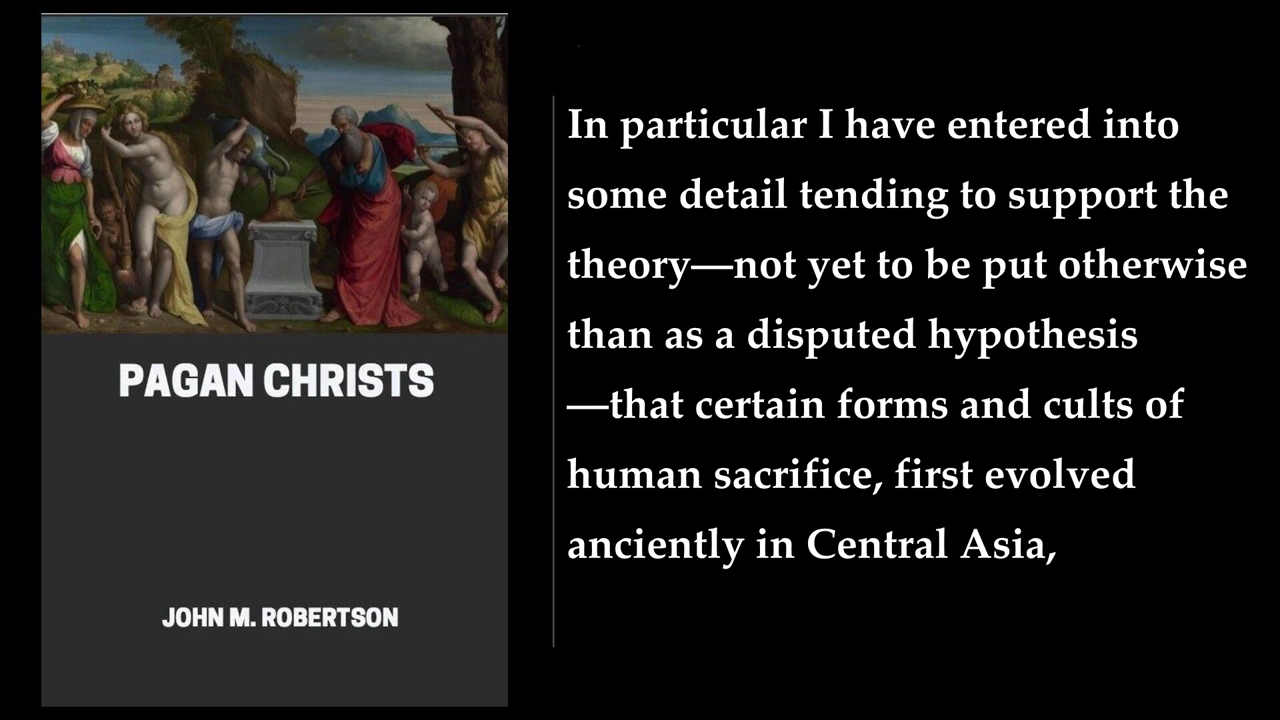 PAGAN CHRISTS
JOHN M. ROBERTSON
In particular I have entered into
some detail tending to support the
theory—not yet to be put otherwise
than as a disputed hypothesis
—that certain forms and cults of
human sacrifice, first evolved
anciently in Central Asia,